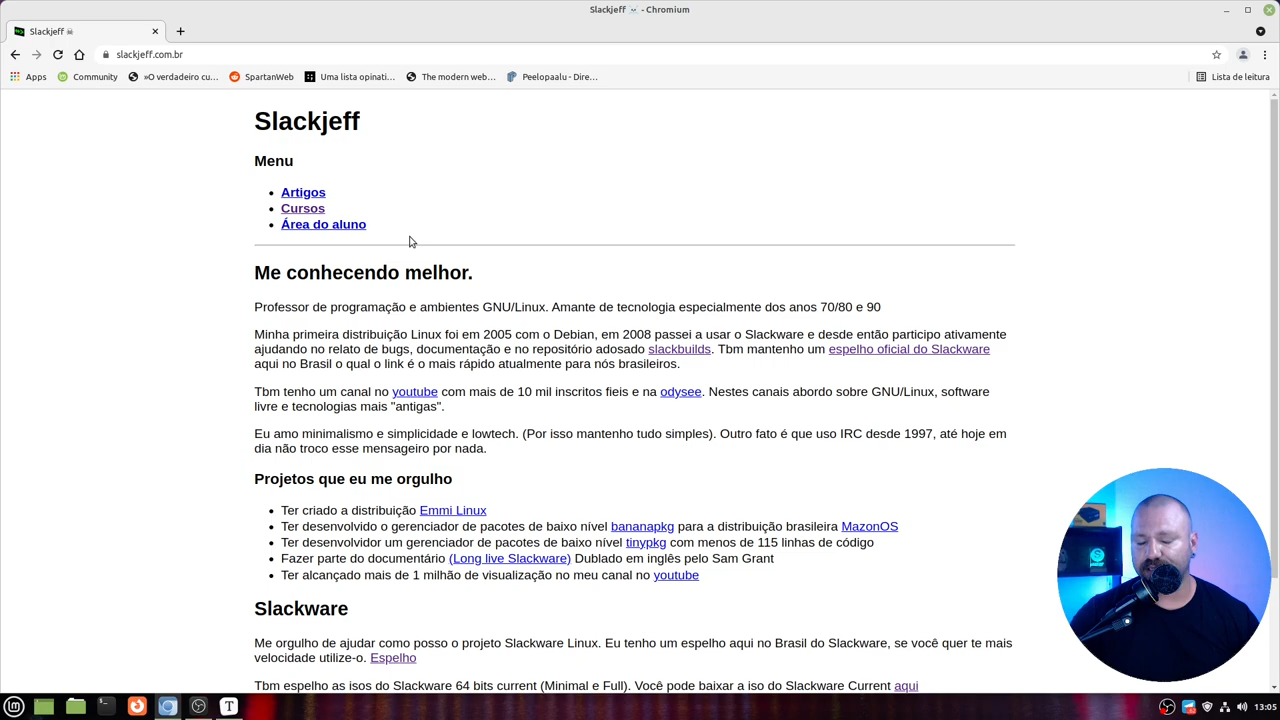 Slackjeff ☠ - Chromium
Slackjeff ☠
slackjeff.com.br
Apps Community »O verdadeiro cu... SpartanWeb Uma lista opinati... The modern web... Peelopaalu - Dire... Lista de leitura
Slackjeff
Menu
Artigos
Cursos
Área do aluno
Me conhecendo melhor.
Professor de programação e ambientes GNU/Linux. Amante de tecnologia especialmente dos anos 70/80 e 90
Minha primeira distribuição Linux foi em 2005 com o Debian, em 2008 passei a usar o Slackware e desde então participo ativamente
ajudando no relato de bugs, documentação e no repositório adosado slackbuilds. Tbm mantenho um espelho oficial do Slackware
aqui no Brasil o qual o link é o mais rápido atualmente para nós brasileiros.
Tbm tenho um canal no youtube com mais de 10 mil inscritos fieis e na odysee. Nestes canais abordo sobre GNU/Linux, software
livre e tecnologias mais "antigas".
Eu amo minimalismo e simplicidade e lowtech. (Por isso mantenho tudo simples). Outro fato é que uso IRC desde 1997, até hoje em
dia não troco esse mensageiro por nada.
Projetos que eu me orgulho
Ter criado a distribuição Emmi Linux
Ter desenvolvido o gerenciador de pacotes de baixo nível bananapkg para a distribuição brasileira MazonOS
Ter desenvolvidor um gerenciador de pacotes de baixo nível tinypkg com menos de 115 linhas de código
Fazer parte do documentário (Long live Slackware) Dublado em inglês pelo Sam Grant
Ter alcançado mais de 1 milhão de visualização no meu canal no youtube
Slackware
Me orgulho de ajudar como posso o projeto Slackware Linux. Eu tenho um espelho aqui no Brasil do Slackware, se você quer te mais
velocidade utilize-o. Espelho
Tbm espelho as isos do Slackware 64 bits current (Minimal e Full). Você pode baixar a iso do Slackware Current aqui
T
13:05